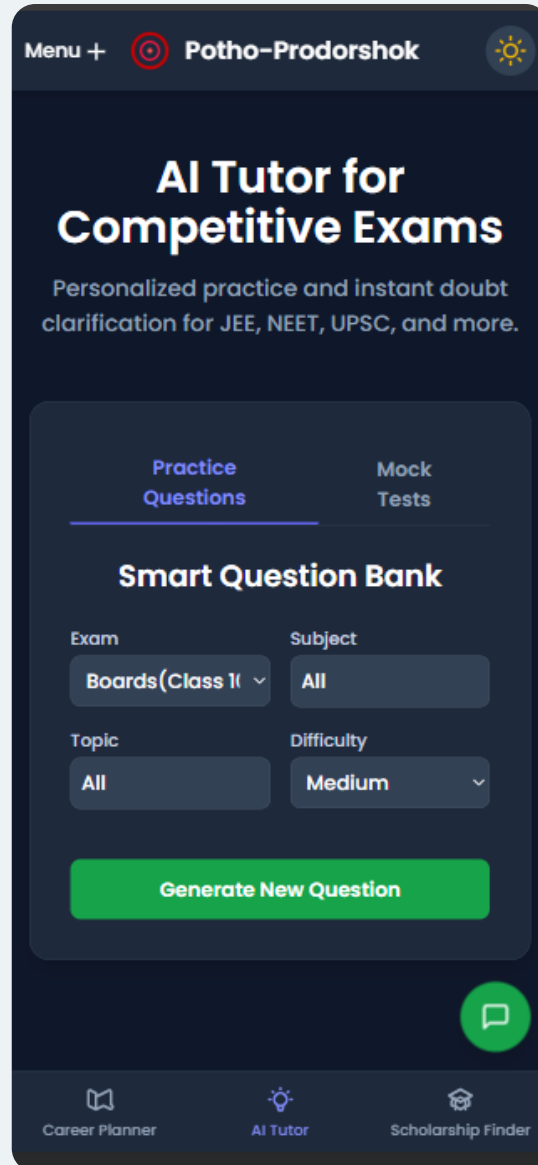 Menu +
Potho-Prodorshok
AI Tutor for
Competitive Exams
Personalized practice and instant doubt
clarification for JEE, NEET, UPSC, and more.
Practice
Questions
Mock
Tests
Smart Question Bank
Exam
Subject
Boards(Class 10
All
Topic
Difficulty
All
Medium
Generate New Question
Career Planner
AI Tutor
Scholarship Finder